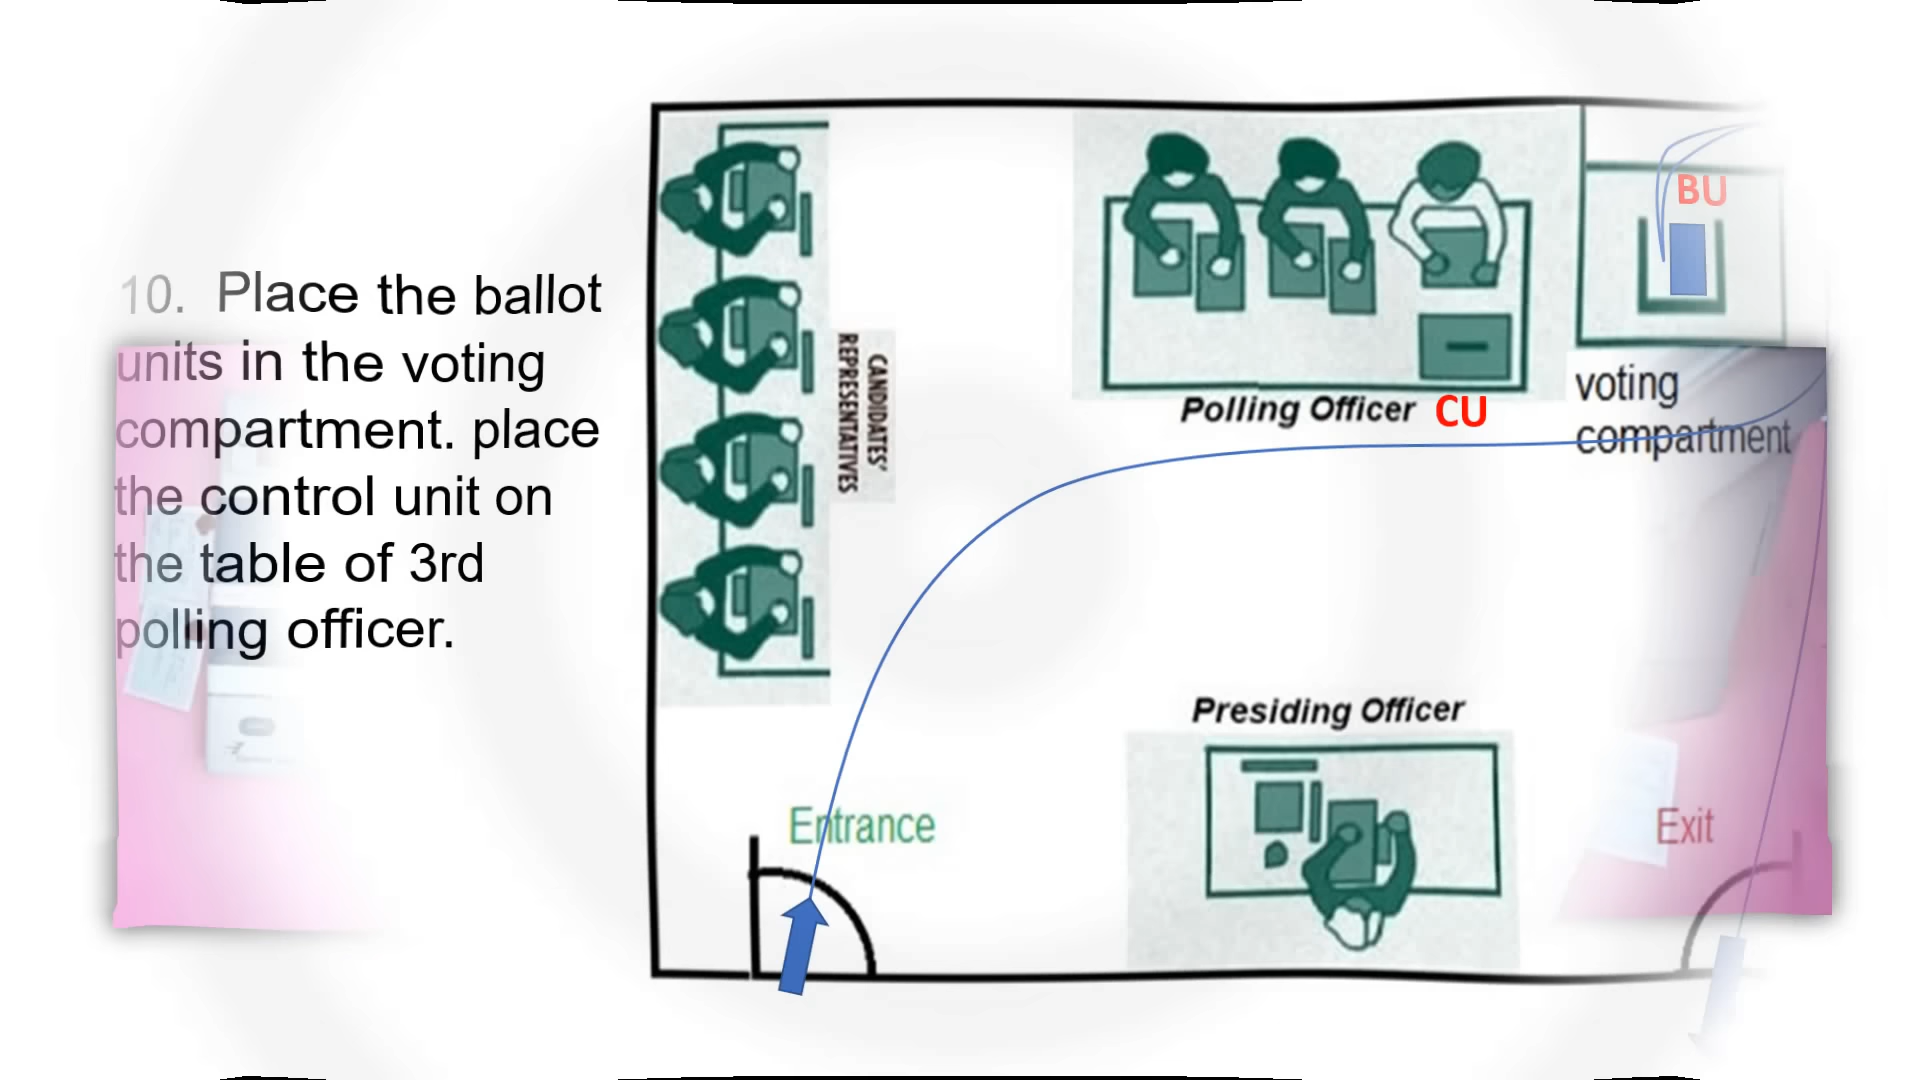 10. Place the ballot
units in the voting
compartment. place
the control unit on
the table of 3rd
polling officer.
CANDIDATES'
REPRESENTATIVES
Polling Officer CU
BU
voting
compartment
Presiding Officer
Entrance
Exit